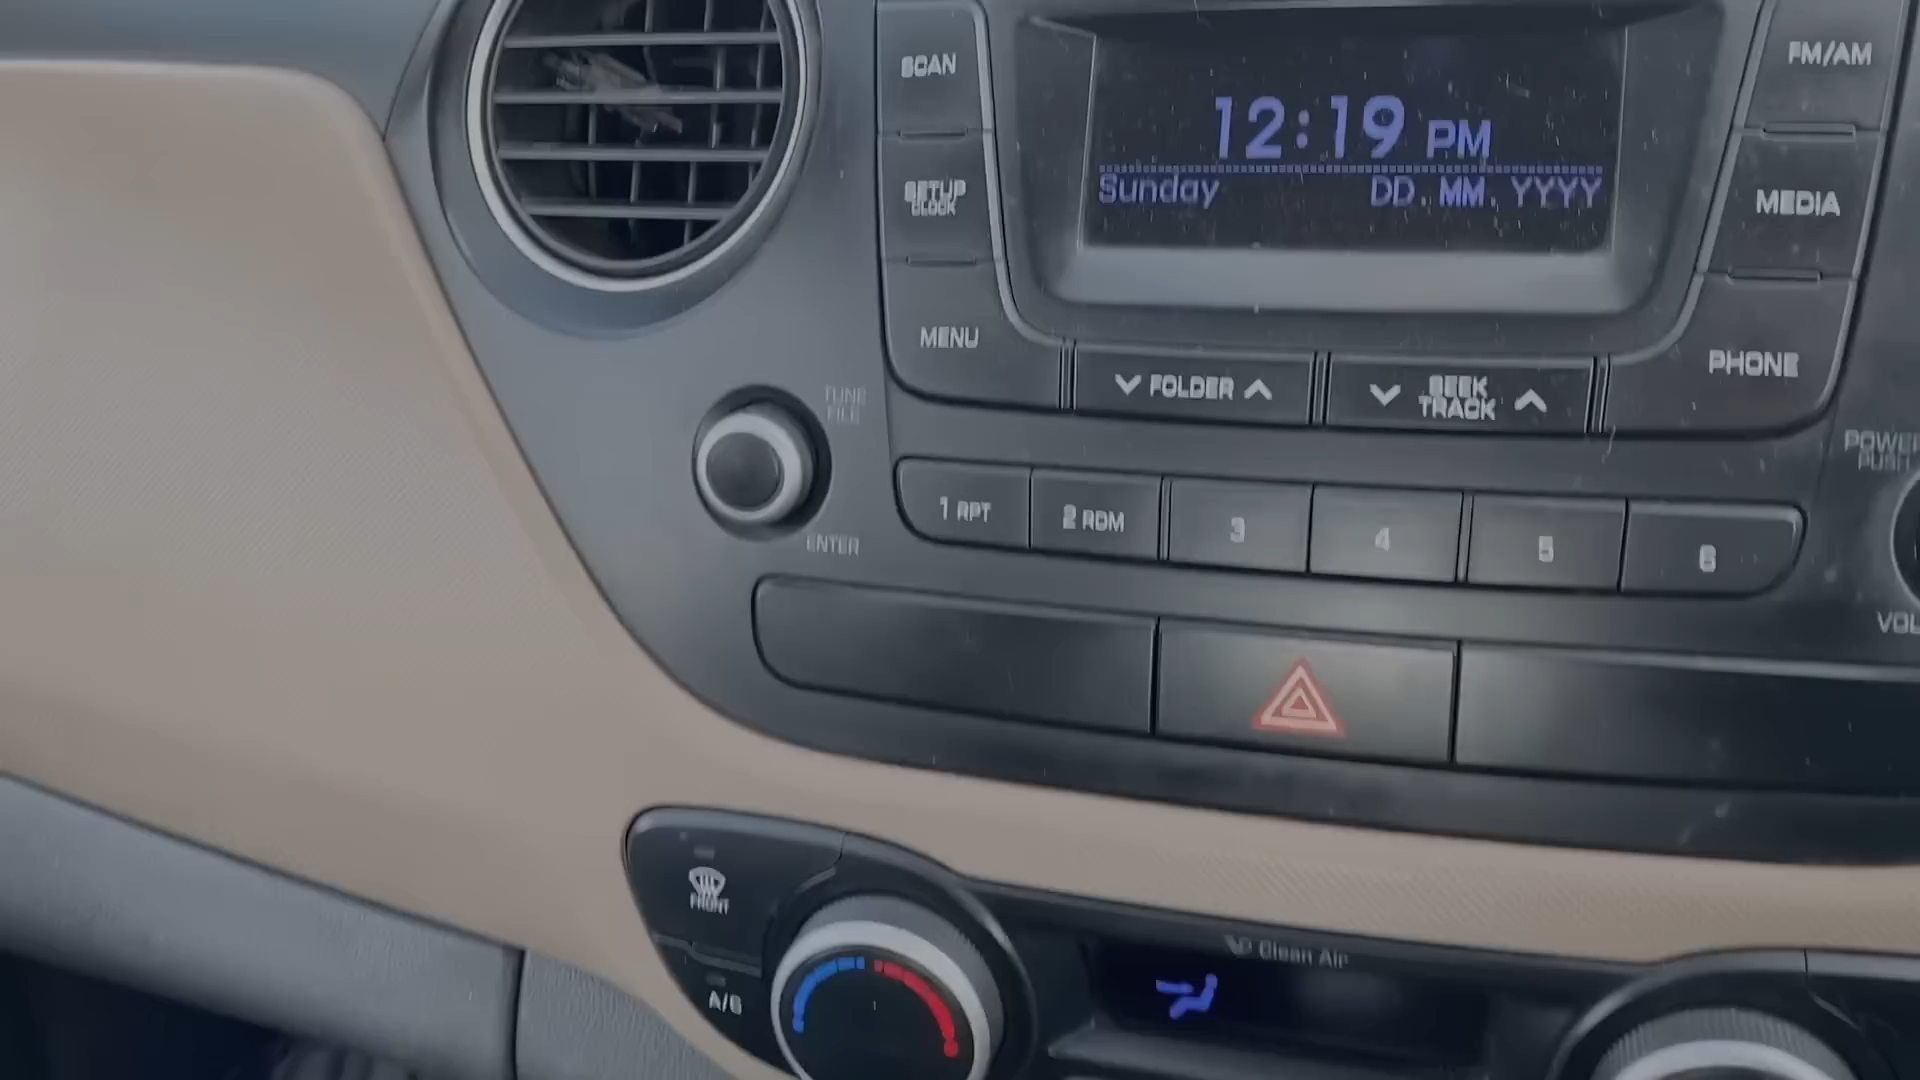 SCAN
FM/AM
12:19 PM
Sunday DD.MM.YYYY
SETUP
CLOCK
MEDIA
MENU
FOLDER
SEEK
TRACK
PHONE
TUNE
FILE
POWER
PUSH
1 RPT
2 RDM
3
4
5
6
ENTER
VOL
FRONT
Clean Air
A/C